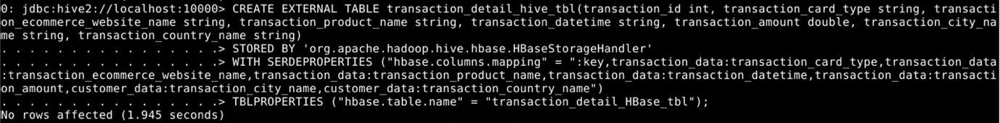 0: jdbc:hive2://localhost:10000> CREATE EXTERNAL TABLE transaction_detail_hive_tbl(transaction_id int, transaction_card_type string, transacti
on_ecommerce_website_name string, transaction_product_name string, transaction_datetime string, transaction_amount double, transaction_city_na
me string, transaction_country_name string)
. . . . . . . . . . . . . . . .> STORED BY 'org.apache.hadoop.hive.hbase.HBaseStorageHandler'
. . . . . . . . . . . . . . . .> WITH SERDEPROPERTIES ("hbase.columns.mapping" = ":key,transaction_data:transaction_card_type,transaction_data
:transaction_ecommerce_website_name,transaction_data:transaction_product_name,transaction_data:transaction_datetime,transaction_data:transacti
on_amount,customer_data:transaction_city_name,customer_data:transaction_country_name")
. . . . . . . . . . . . . . . .> TBLPROPERTIES ("hbase.table.name" = "transaction_detail_HBase_tbl");
No rows affected (1.945 seconds)